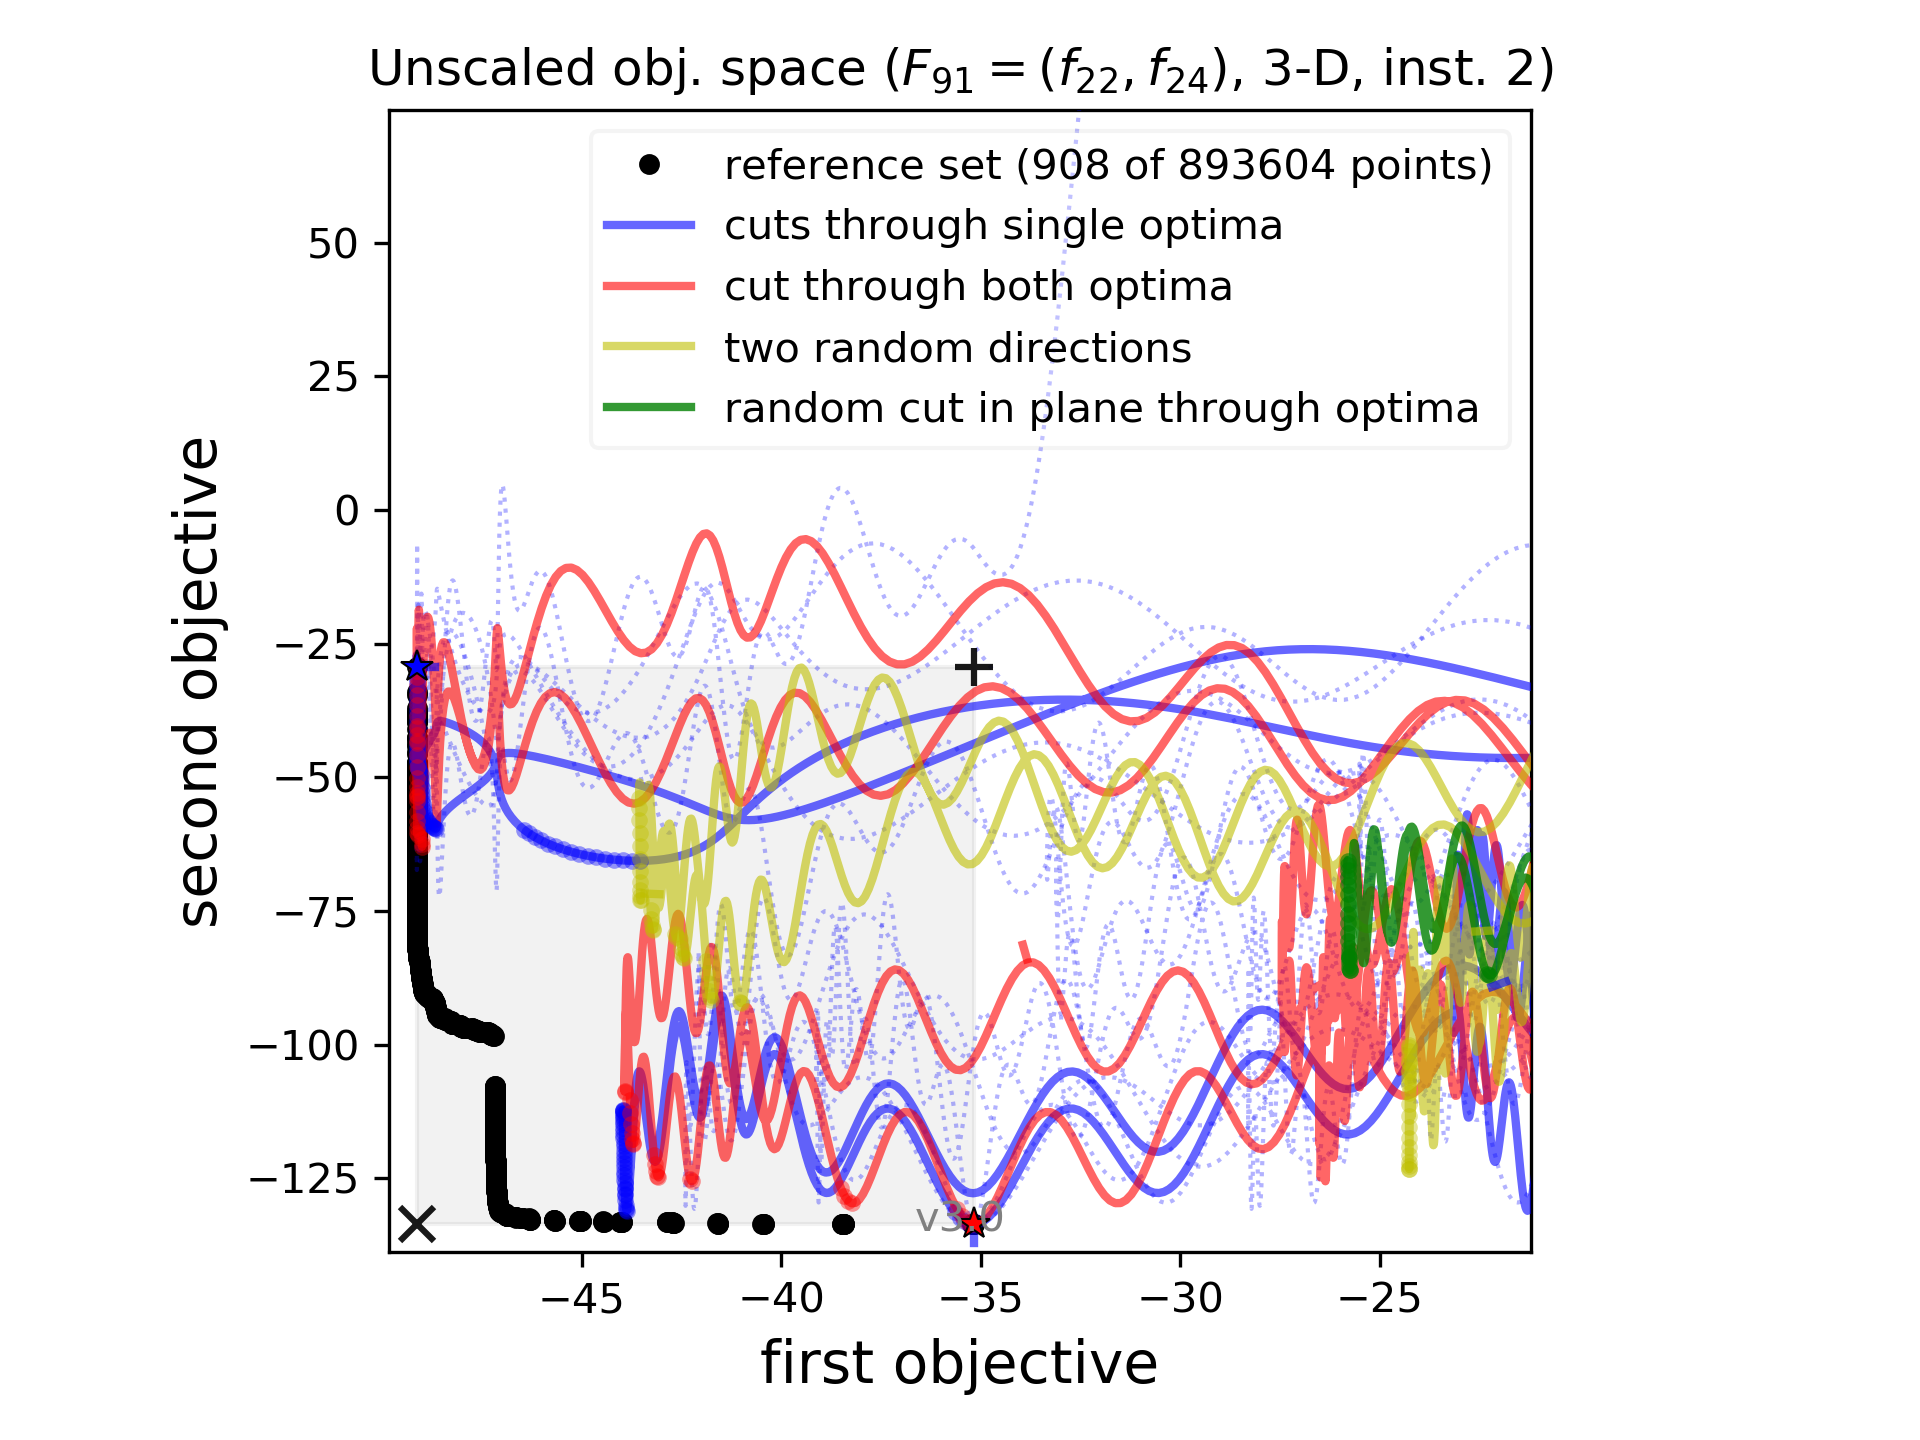 Unscaled obj. space (F91 = (f22, f24), 3-D, inst. 2)
reference set (908 of 893604 points)
cuts through single optima
cut through both optima
two random directions
random cut in plane through optima
50
25
0
−25
−50
−75
−100
−125
second objective
−45 −40 −35 −30 −25
first objective